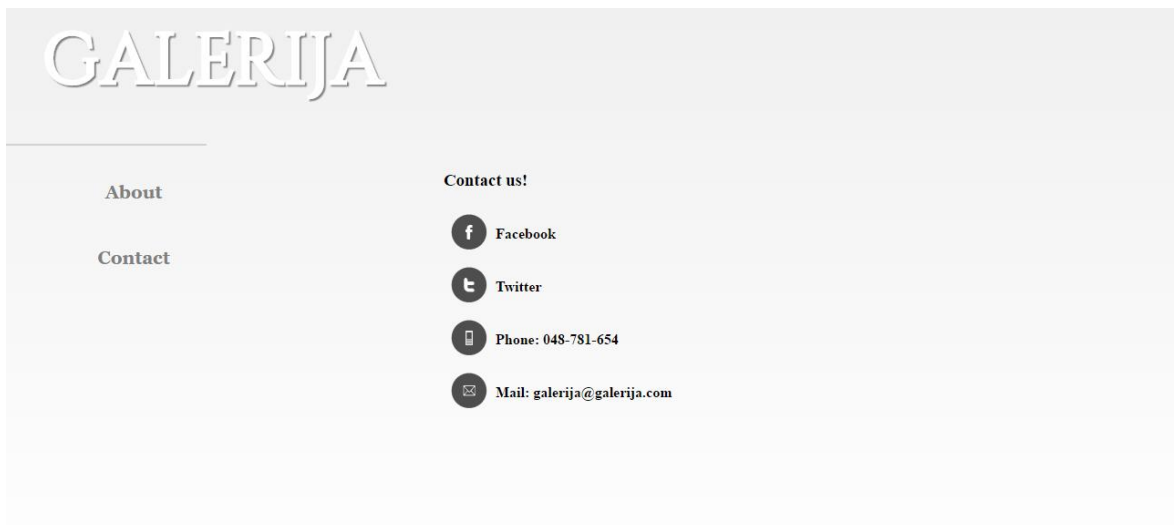 GALERIJA
About
Contact
Contact us!
Facebook
Twitter
Phone: 048-781-654
Mail: galerija@galerija.com